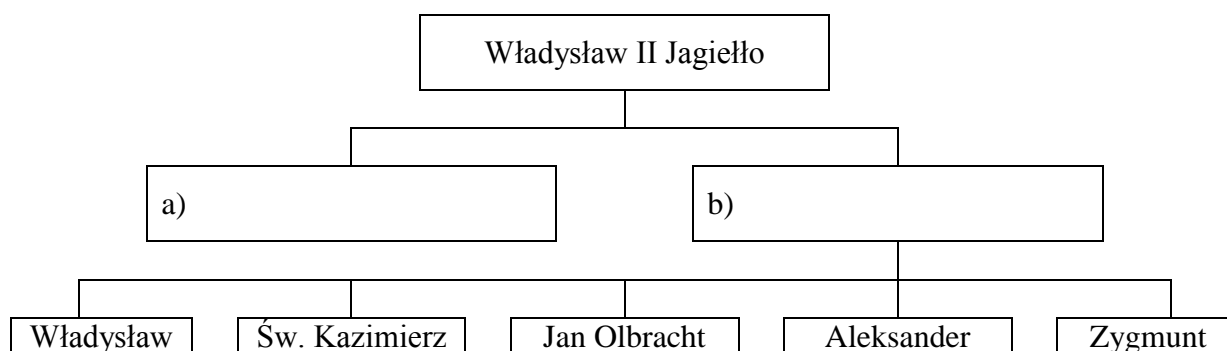 Władysław II Jagiełło
a)
b)
Władysław
Św. Kazimierz
Jan Olbracht
Aleksander
Zygmunt